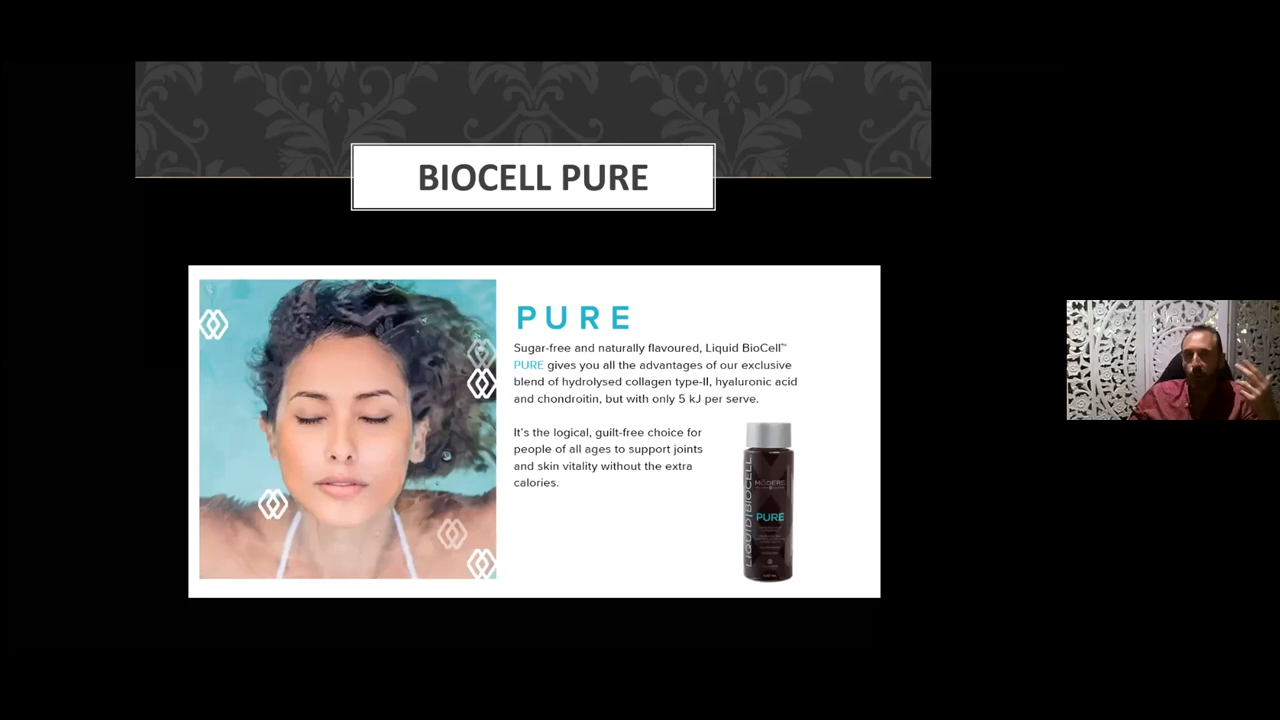 BIOCELL PURE
PURE
Sugar-free and naturally flavoured, Liquid BioCell™
PURE gives you all the advantages of our exclusive
blend of hydrolysed collagen type-II, hyaluronic acid
and chondroitin, but with only 5 kJ per serve.
It's the logical, guilt-free choice for
people of all ages to support joints
and skin vitality without the extra
calories.
LIQUID|BIOCELL
MODERE
PURE